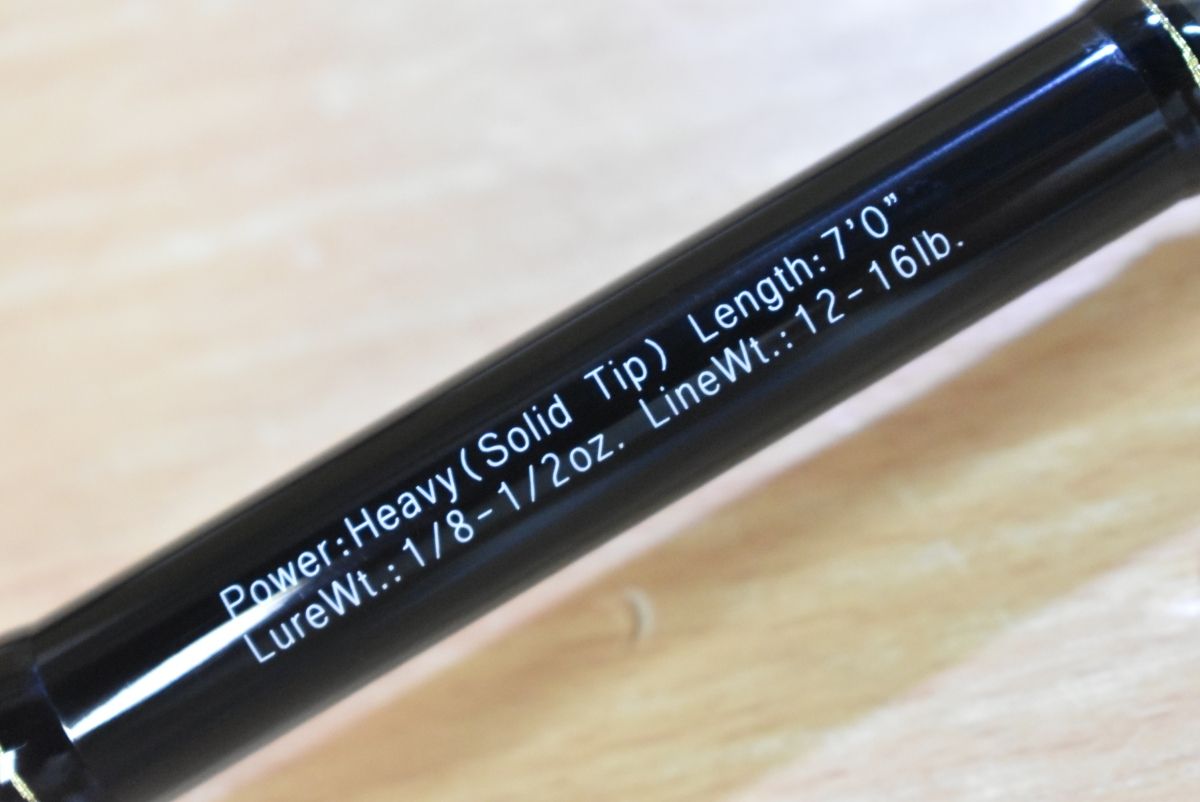 Power:Heavy(Solid Tip) Length:7'0"
LureWt.:1/8-1/2oz. LineWt.:12-16lb.